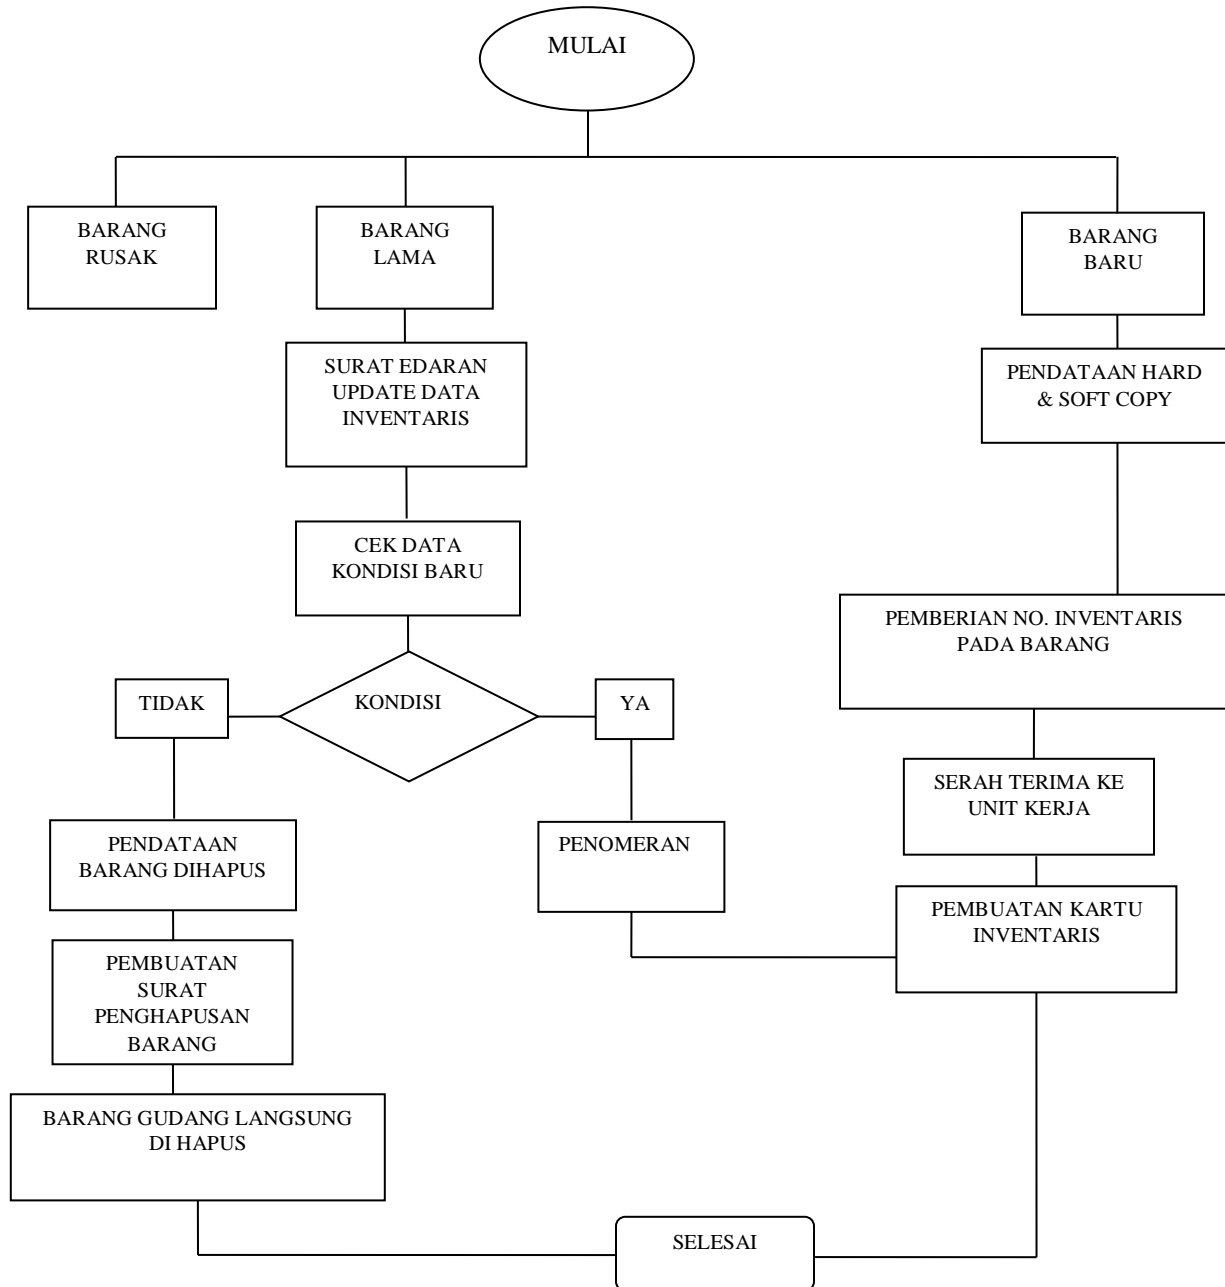 MULAI
BARANG
RUSAK
BARANG
LAMA
BARANG
BARU
SURAT EDARAN
UPDATE DATA
INVENTARIS
PENDATAAN HARD
& SOFT COPY
CEK DATA
KONDISI BARU
PEMBERIAN NO. INVENTARIS
PADA BARANG
TIDAK
KONDISI
YA
SERAH TERIMA KE
UNIT KERJA
PENDATAAN
BARANG DIHAPUS
PENOMERAN
PEMBUATAN KARTU
INVENTARIS
PEMBUATAN
SURAT
PENGHAPUSAN
BARANG
BARANG GUDANG LANGSUNG
DI HAPUS
SELESAI